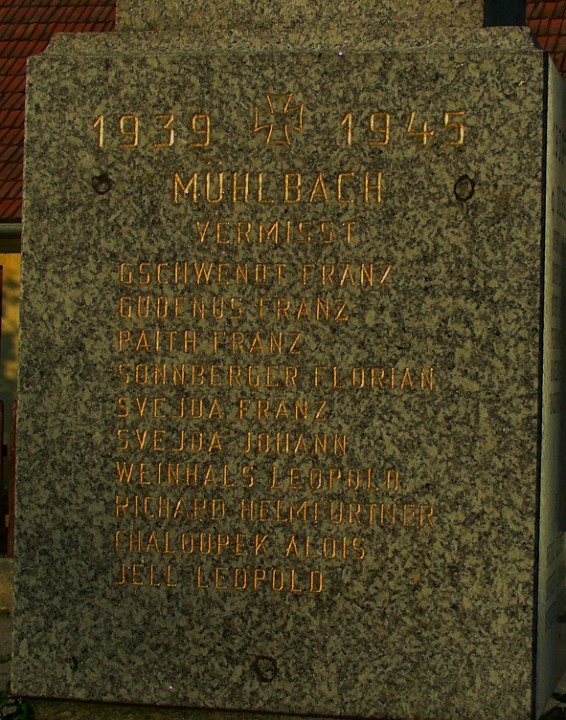 1939 1945
MÜHLBACH
VERMISST
GSCHWENDT FRANZ
GUDENUS FRANZ
PAITH FRANZ
SONNBERGER FLORIAN
SVEJDA FRANZ
SVEJDA JOHANN
WEINHALS LEOPOLD
RICHARD HELMFURTHER
CHALOUPEK ALOIS
JELL LEOPOLD